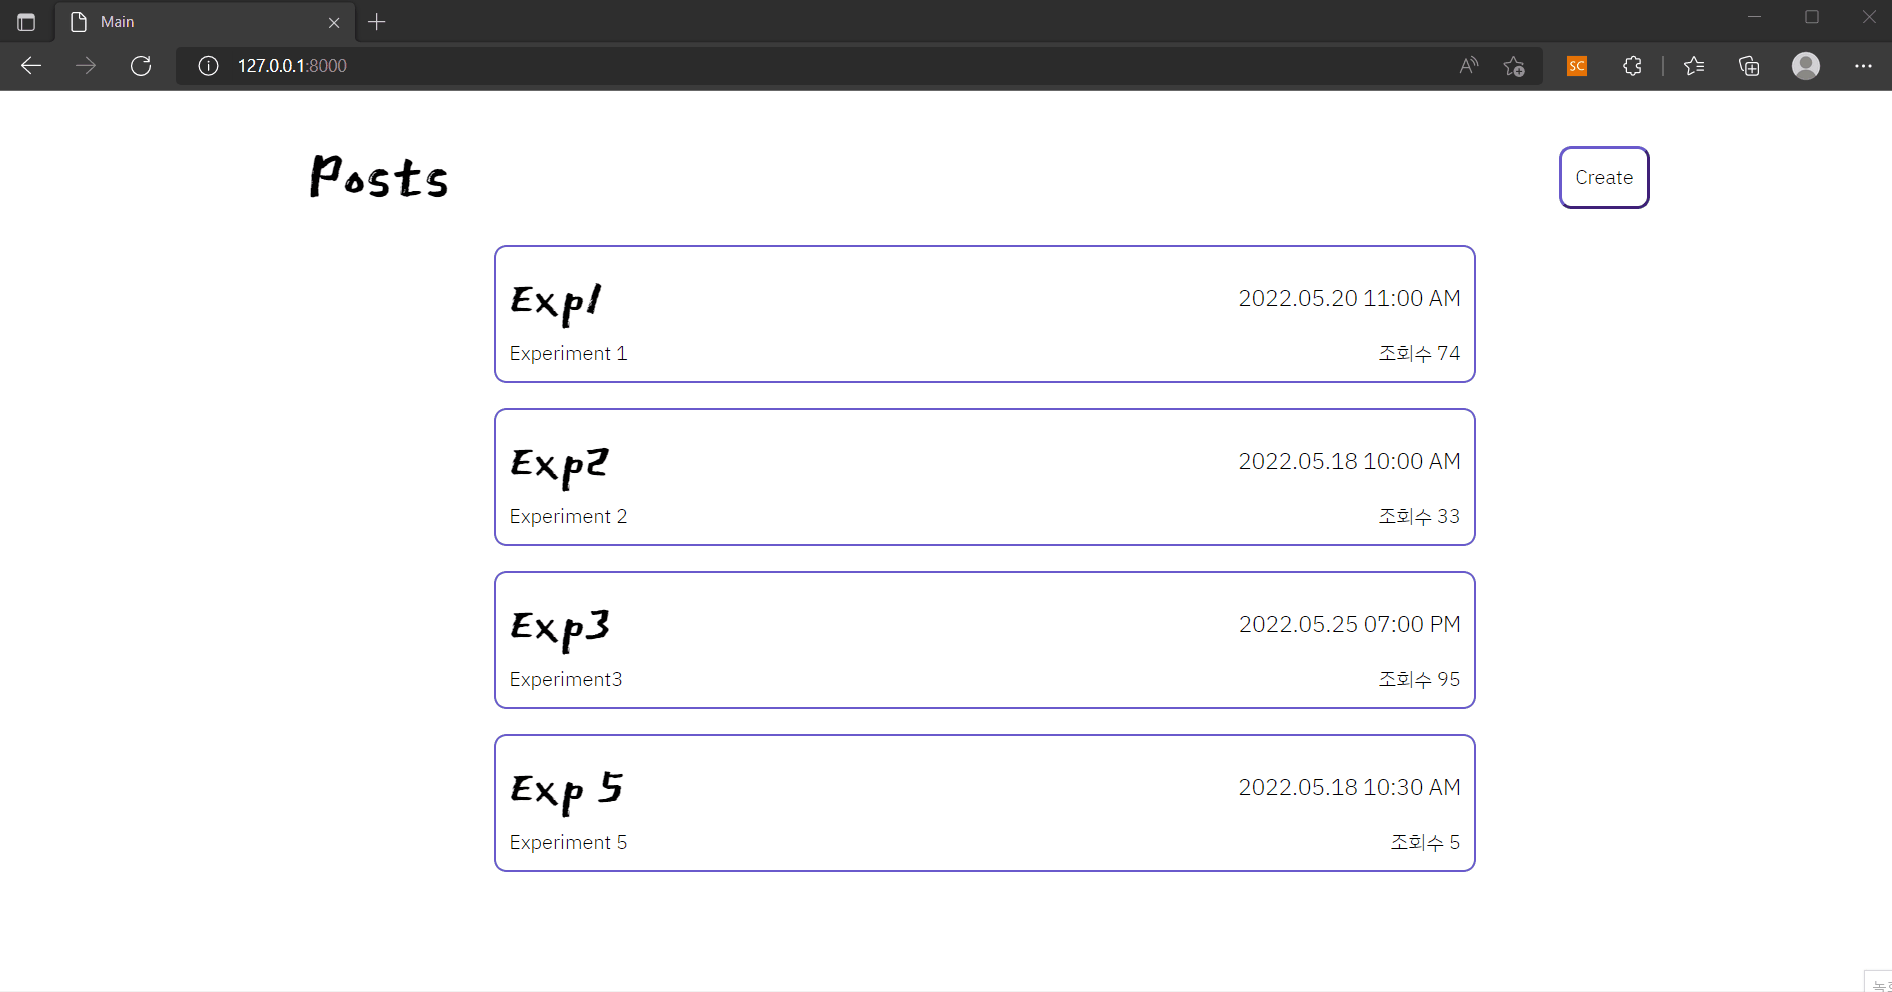 Main
127.0.0.1:8000
SC
Posts
Create
Exp1
2022.05.20 11:00 AM
Experiment 1
조회수 74
Exp2
2022.05.18 10:00 AM
Experiment 2
조회수 33
Exp3
2022.05.25 07:00 PM
Experiment3
조회수 95
Exp 5
2022.05.18 10:30 AM
Experiment 5
조회수 5